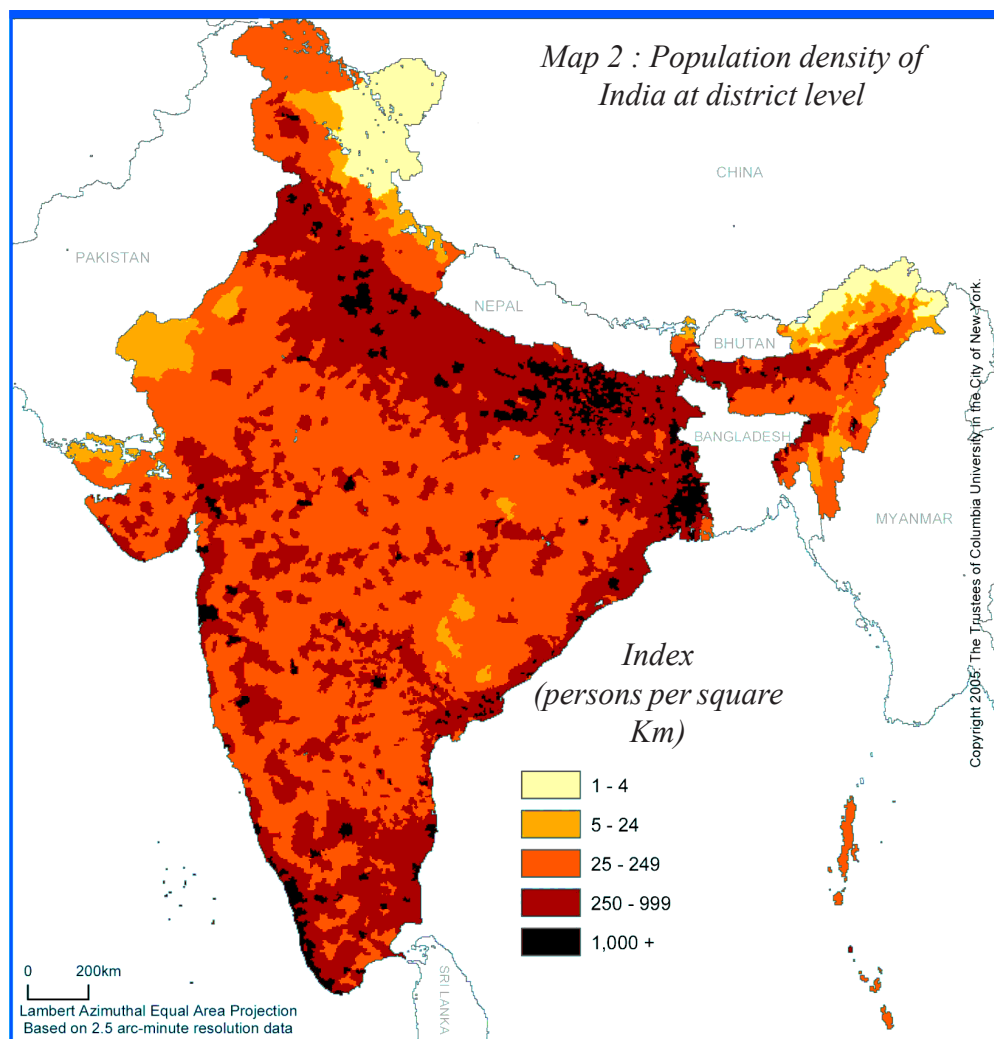 Map 2 : Population density of
India at district level
CHINA
PAKISTAN
NEPAL
BHUTAN
BANGLADESH
MYANMAR
Copyright 2005. The Trustees of Columbia University in the City of New York.
Index
(persons per square
Km)
1 - 4
5 - 24
25 - 249
250 - 999
1,000 +
SRI LANKA
0 200km
Lambert Azimuthal Equal Area Projection
Based on 2.5 arc-minute resolution data